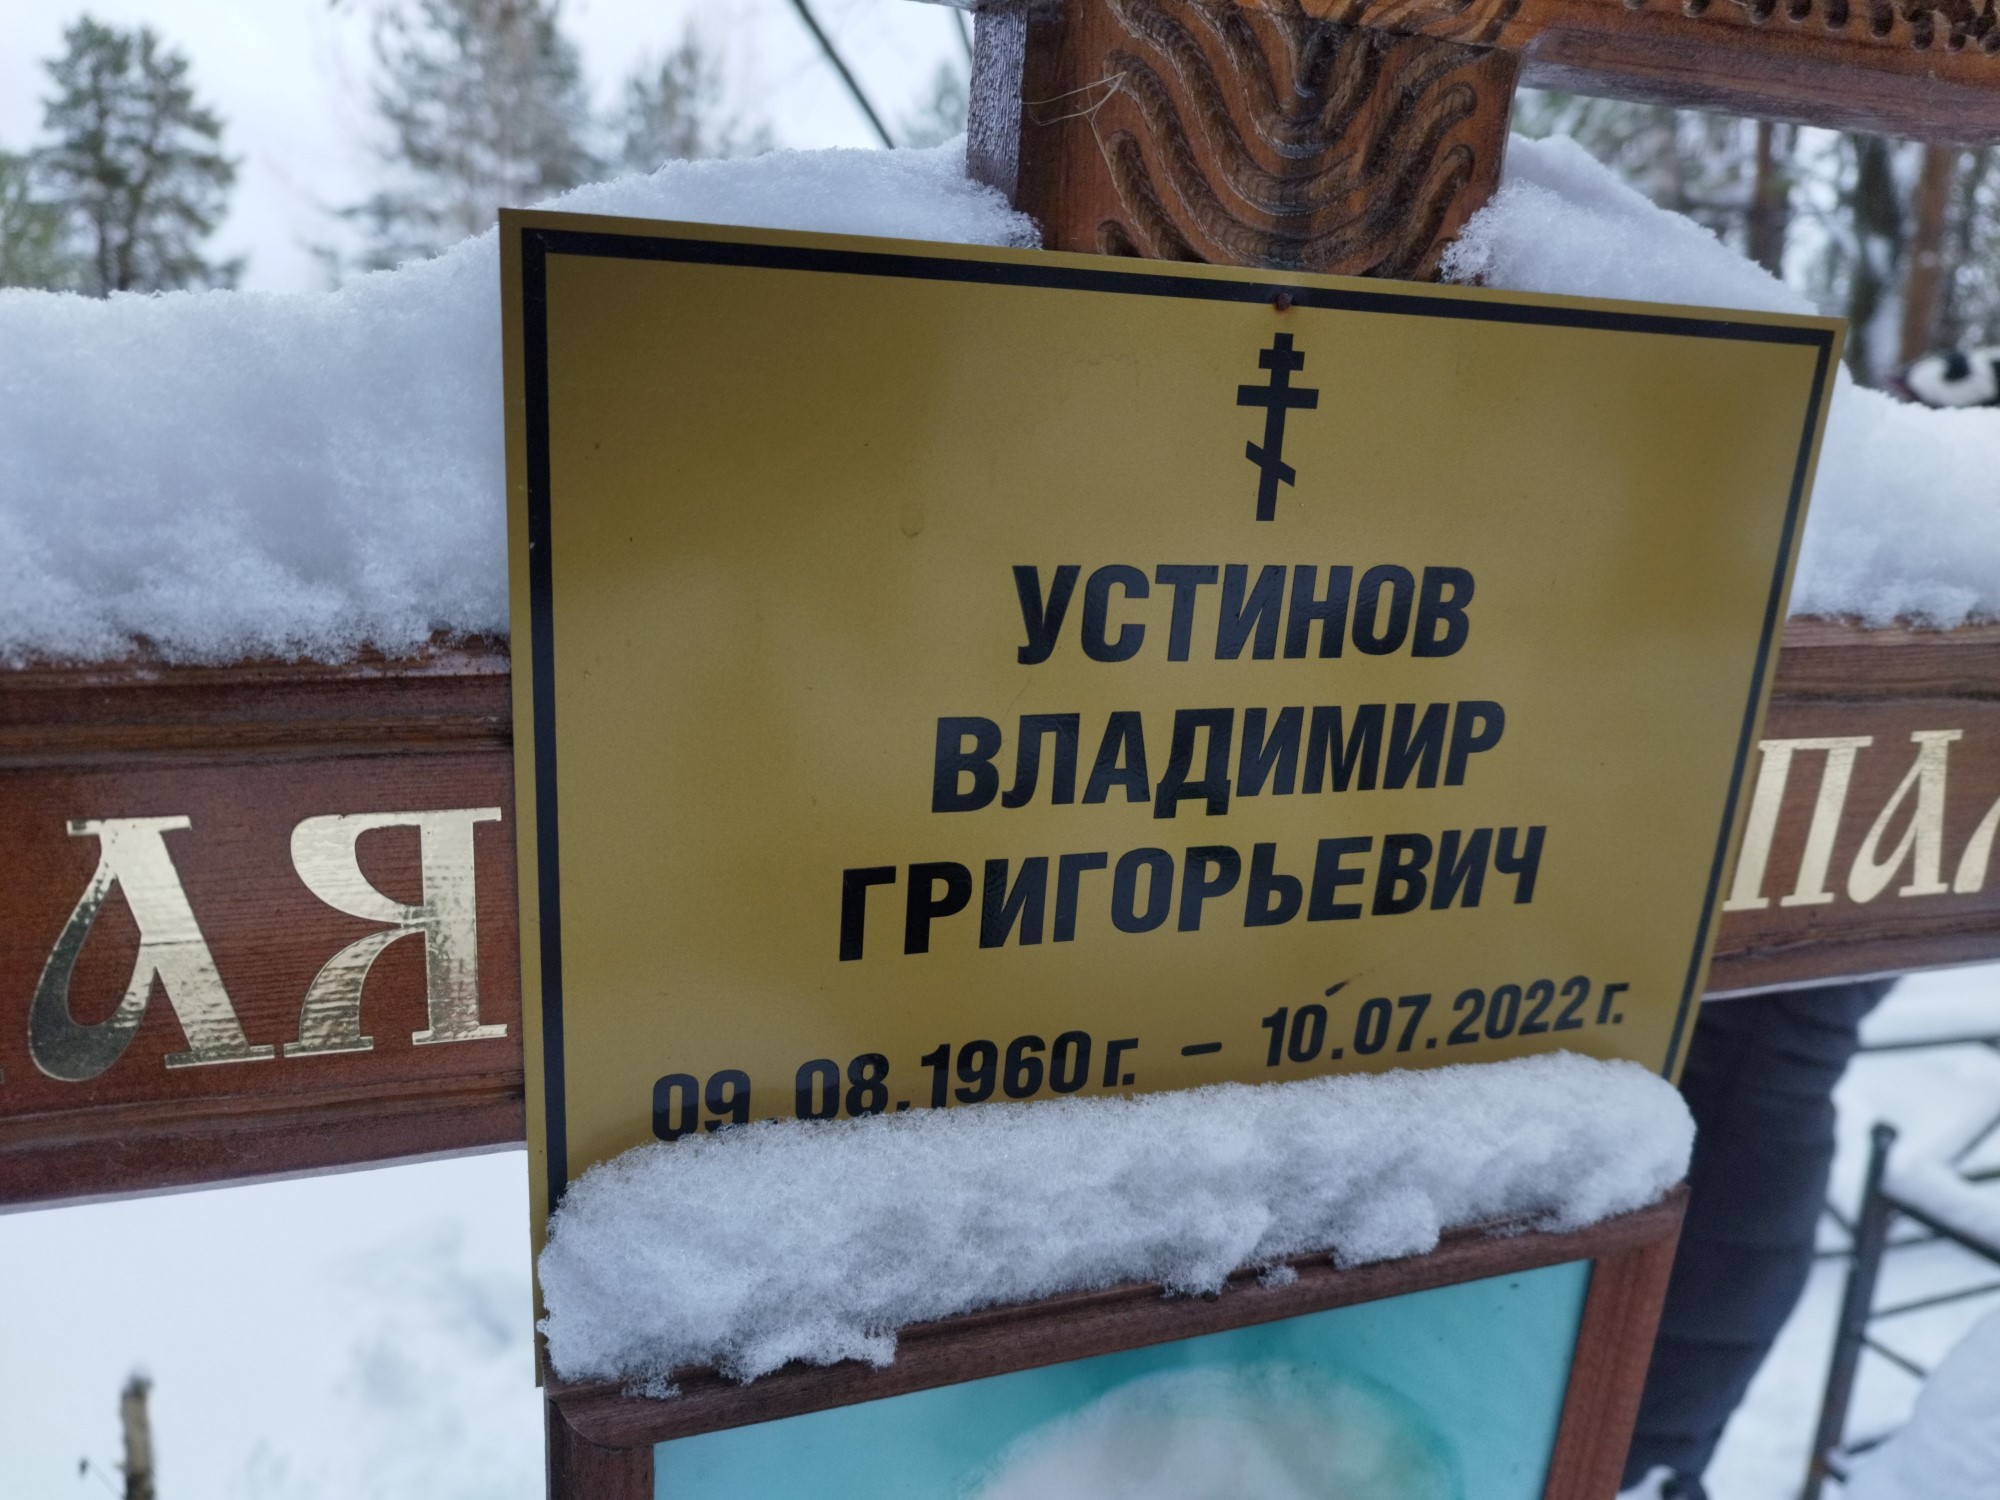 УСТИНОВ
ВЛАДИМИР
ГРИГОРЬЕВИЧ
09.08.1960 г. – 10.07.2022 г.